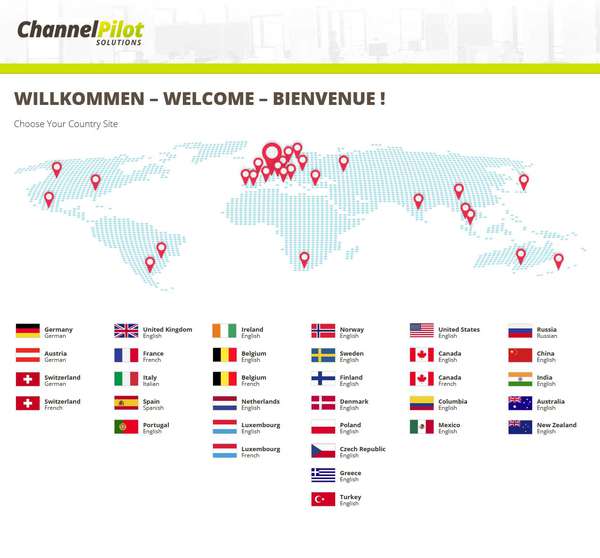 ChannelPilot
SOLUTIONS
WILLKOMMEN – WELCOME – BIENVENUE !
Choose Your Country Site
Germany
German
Austria
German
Switzerland
German
Switzerland
French
United Kingdom
English
France
French
Italy
Italian
Spain
Spanish
Portugal
English
Ireland
English
Belgium
English
Belgium
French
Netherlands
English
Luxembourg
English
Luxembourg
French
Norway
English
Sweden
English
Finland
English
Denmark
English
Poland
English
Czech Republic
English
Greece
English
Turkey
English
United States
English
Canada
English
Canada
French
Columbia
English
Mexico
English
Russia
Russian
China
English
India
English
Australia
English
New Zealand
English